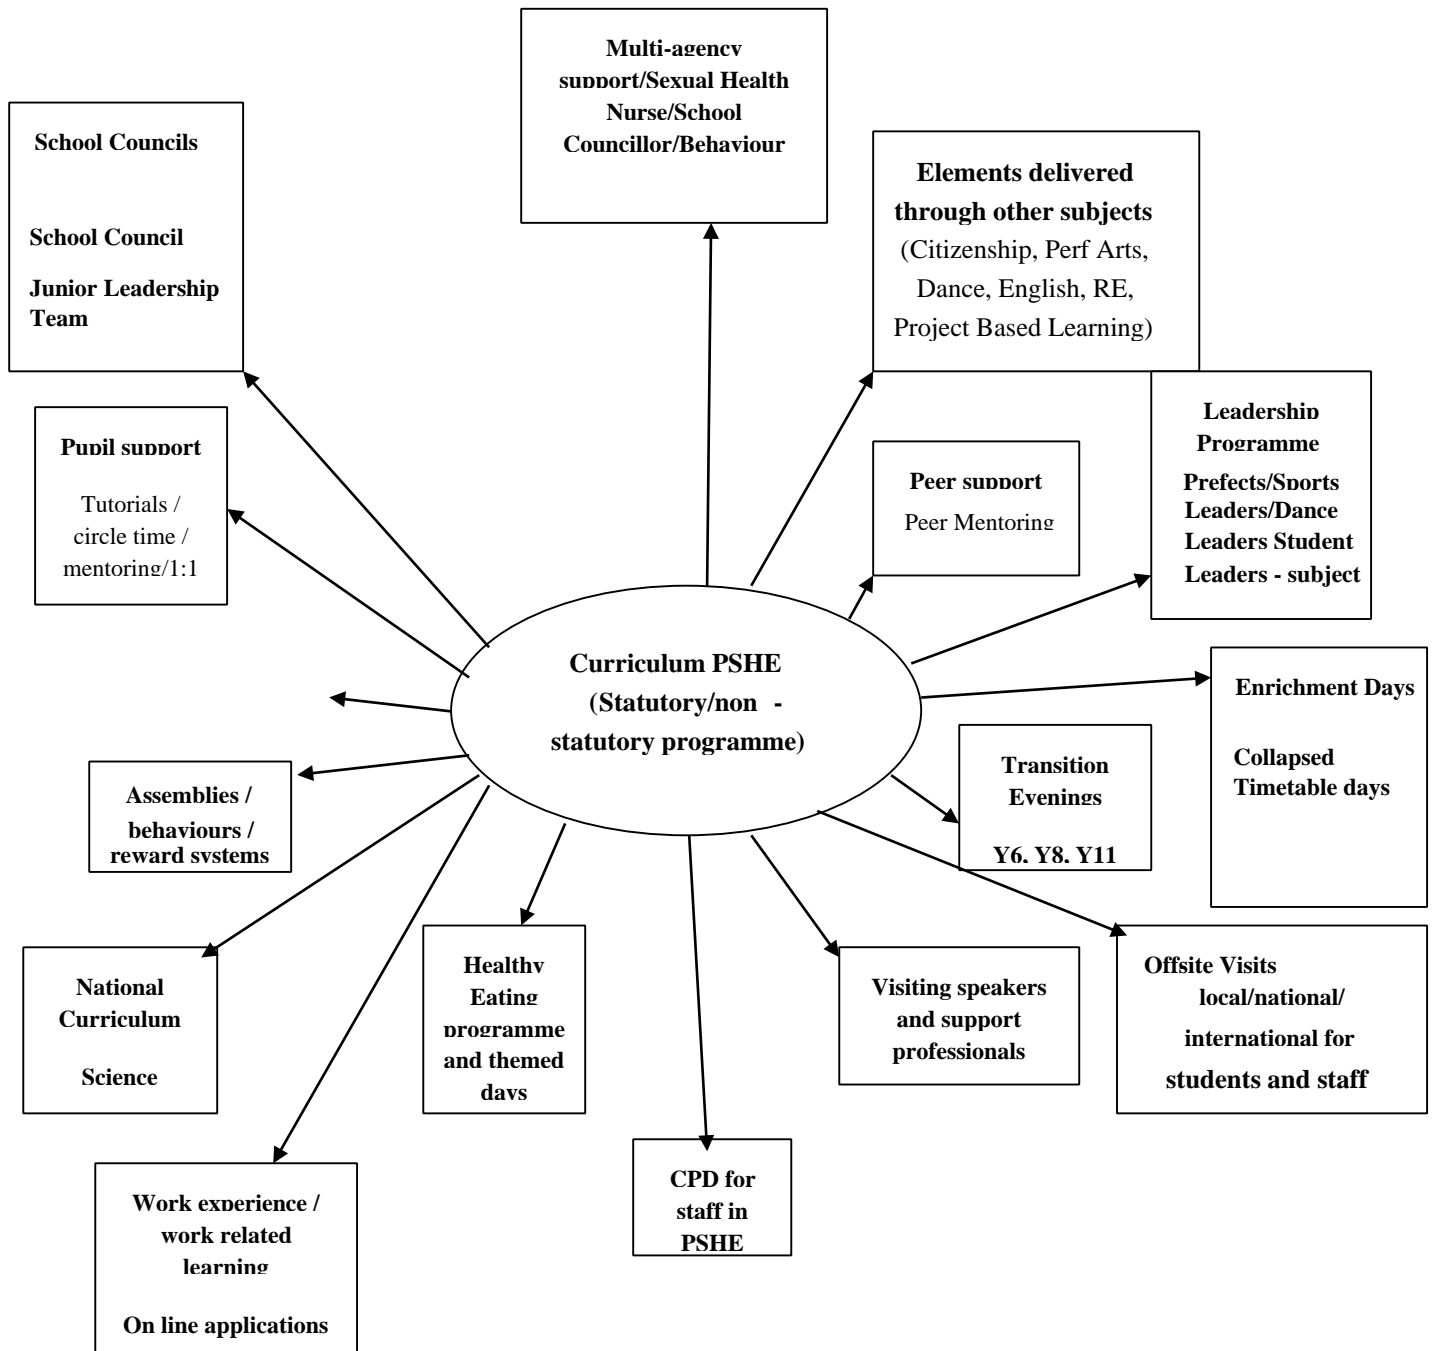 Multi-agency
support/Sexual Health
Nurse/School
Councillor/Behaviour
School Councils
School Council
Junior Leadership
Team
Elements delivered
through other subjects
(Citizenship, Perf Arts,
Dance, English, RE,
Project Based Learning)
Leadership
Programme
Prefects/Sports
Leaders/Dance
Leaders Student
Leaders - subject
Pupil support
Tutorials /
circle time /
mentoring/1:1
Peer support
Peer Mentoring
Curriculum PSHE
(Statutory/non -
statutory programme)
Enrichment Days
Collapsed
Timetable days
Transition
Evenings
Y6, Y8, Y11
Assemblies /
behaviours /
reward systems
National
Curriculum
Science
Healthy
Eating
programme
and themed
days
Visiting speakers
and support
professionals
Offsite Visits
local/national/
international for
students and staff
Work experience /
work related
learning
On line applications
CPD for
staff in
PSHE